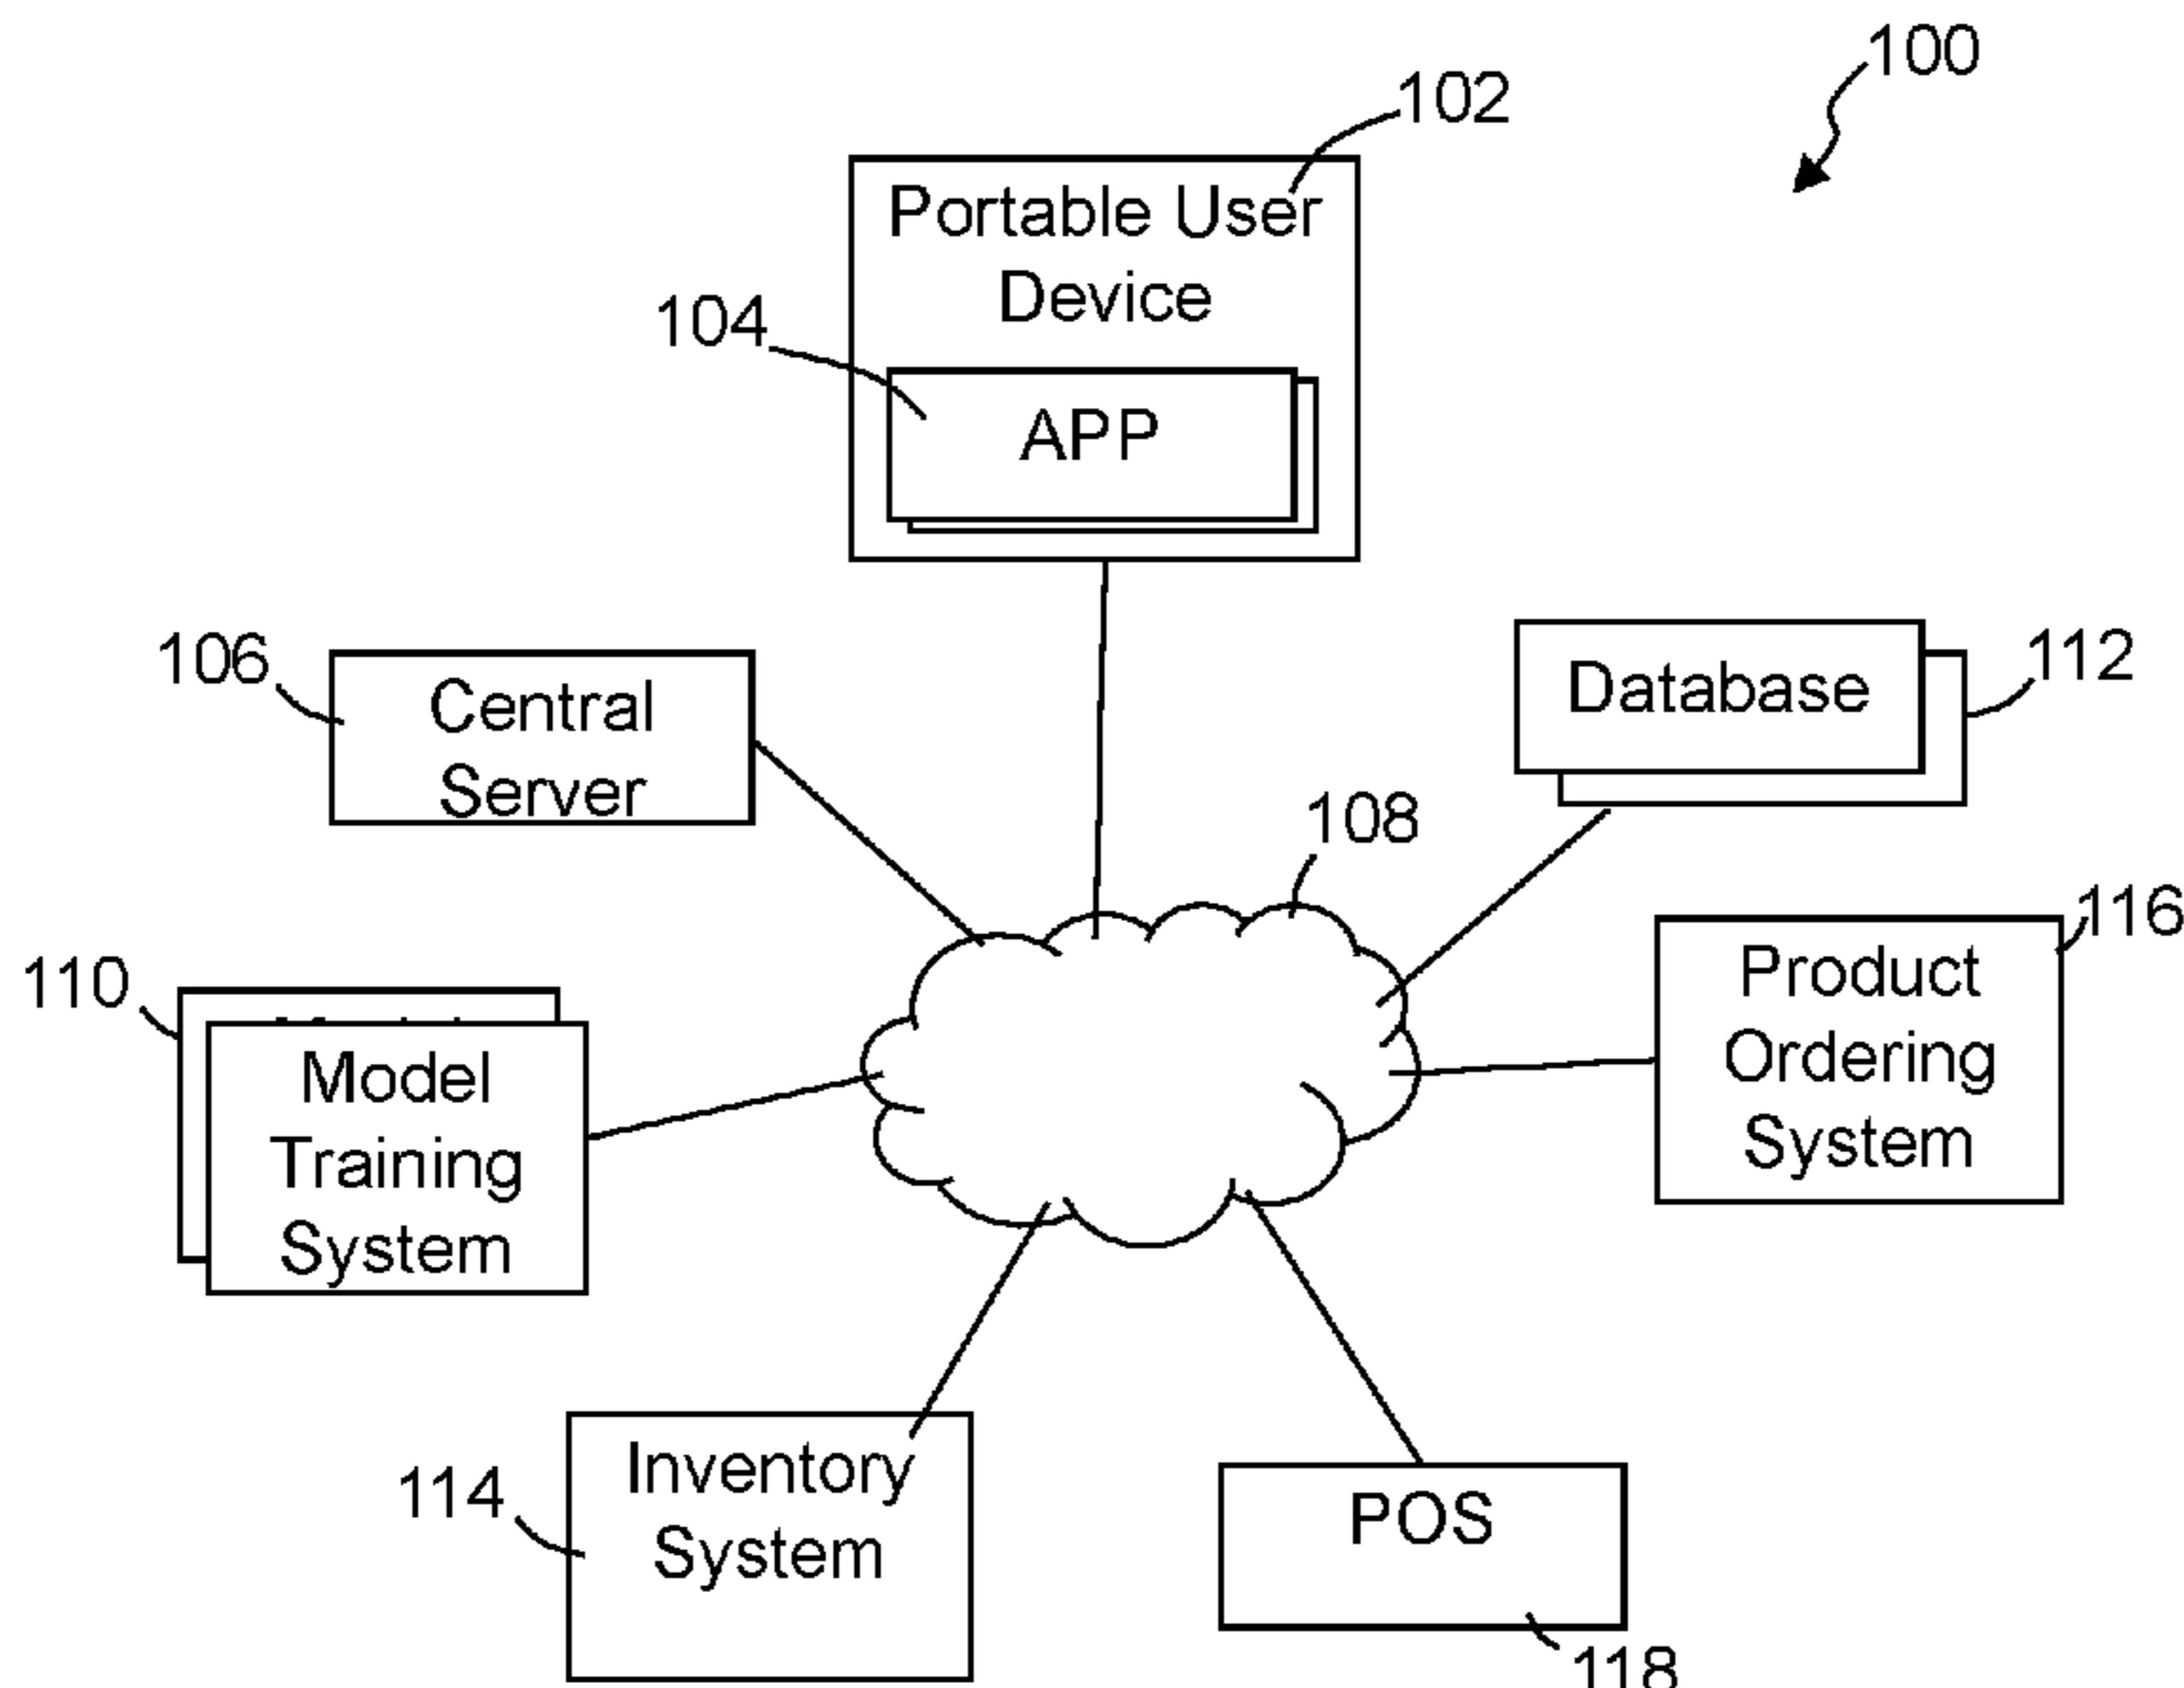 100
102
Portable User
Device
104
APP
106
Central
Server
Database
112
108
116
Product
Ordering
System
110
Model
Training
System
114
Inventory
System
POS
118